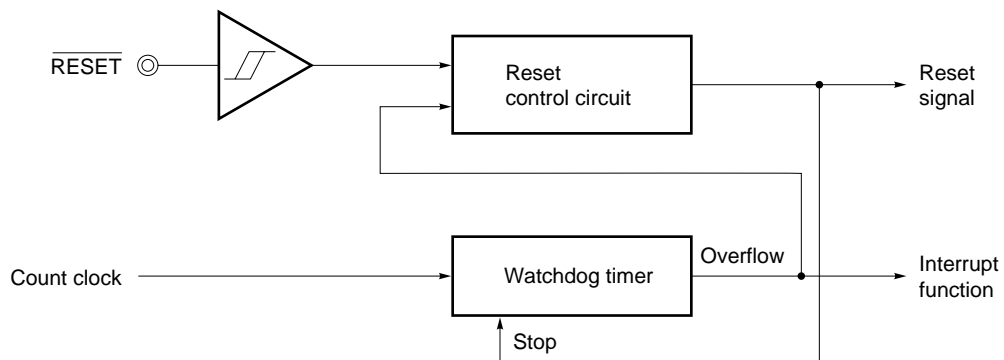 RESET
Reset
control circuit
Reset
signal
Count clock
Watchdog timer
Overflow
Interrupt
function
Stop